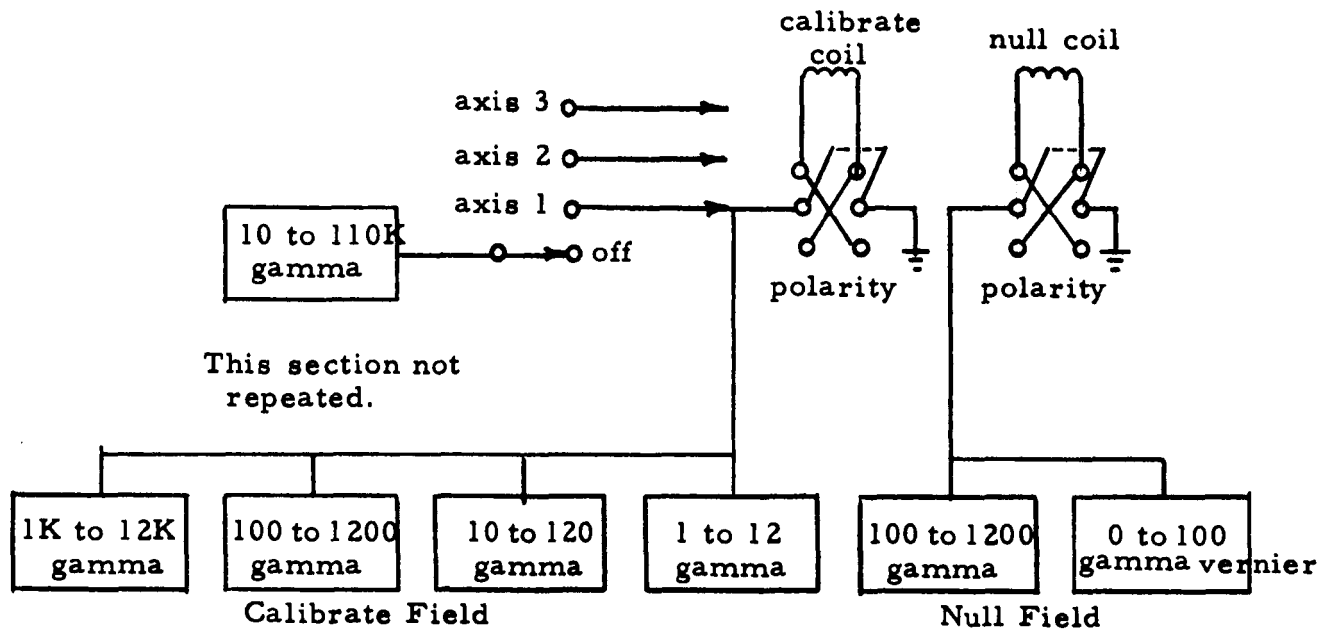 calibrate
coil
null coil
axis 3
axis 2
axis 1
10 to 110K
gamma
off
polarity
polarity
This section not
repeated.
1K to 12K
gamma
100 to 1200
gamma
10 to 120
gamma
1 to 12
gamma
100 to 1200
gamma
0 to 100
gamma vernier
Calibrate Field
Null Field